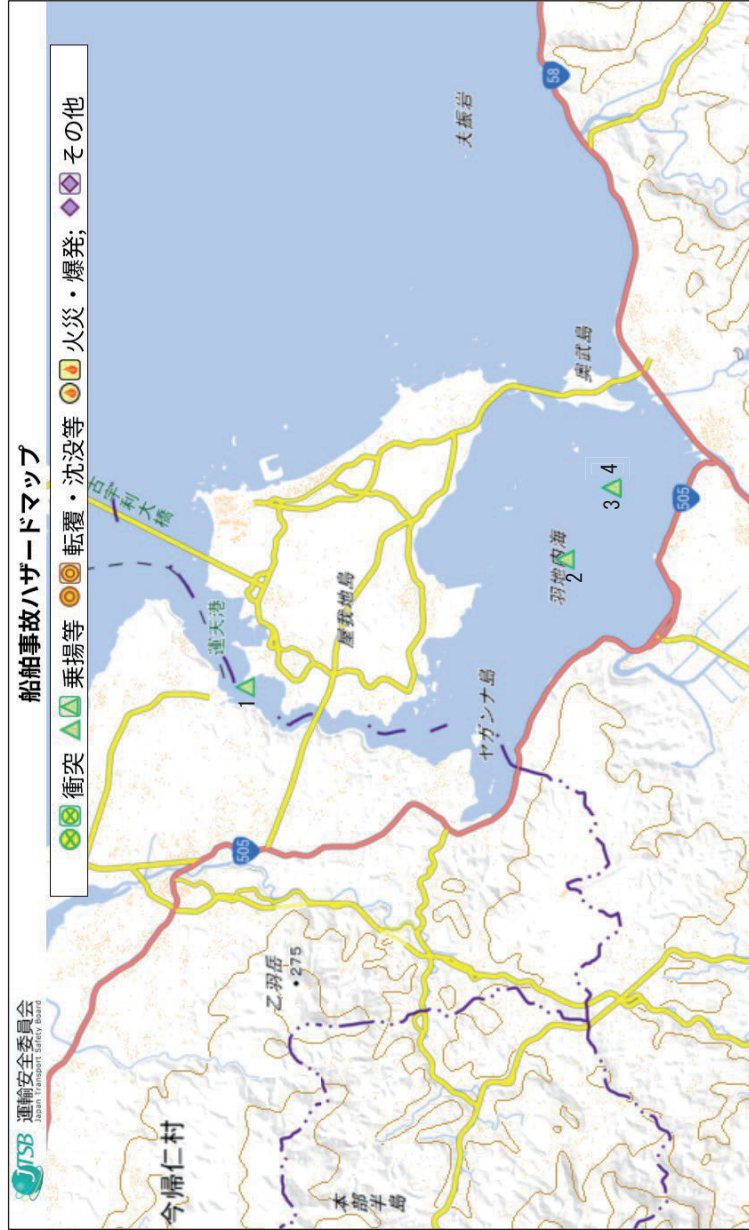 船舶事故ハザードマップ
JTSB 運輸安全委員会
Japan Transport Safety Board
衝突 乗揚等 転覆・沈没等 火災・爆発; その他
古宇利大橋
運天港
1
屋我地島
505
今帰仁村
乙羽岳
275
本部半島
ヤガンナ島
羽地内海
2
3
4
奥武島
夫振岩
58
505